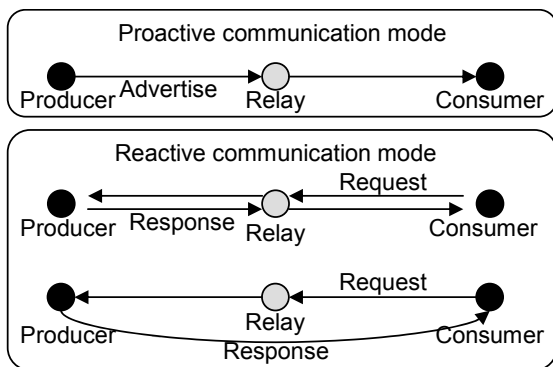 Proactive communication mode
Advertise
Producer Relay Consumer
Reactive communication mode
Request
Response
Producer Relay Consumer
Request
Relay
Producer Consumer
Response